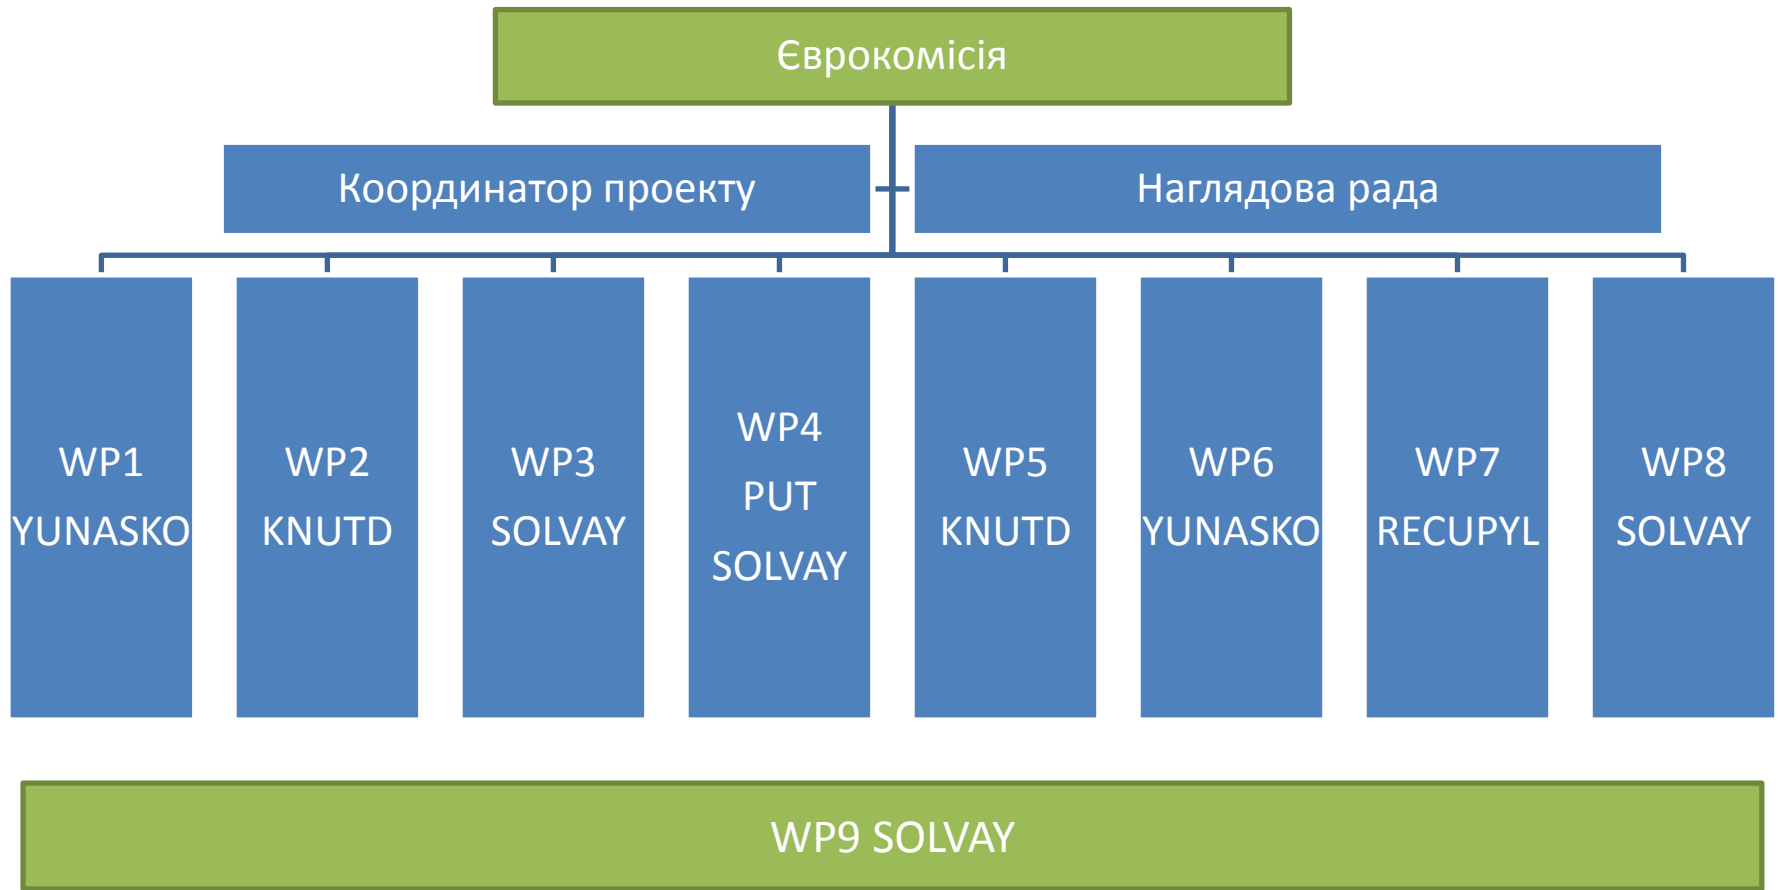 Єврокомісія
Координатор проекту
Наглядова рада
WP1
YUNASKO
WP2
KNUTD
WP3
SOLVAY
WP4
PUT
SOLVAY
WP5
KNUTD
WP6
YUNASKO
WP7
RECUPYL
WP8
SOLVAY
WP9 SOLVAY